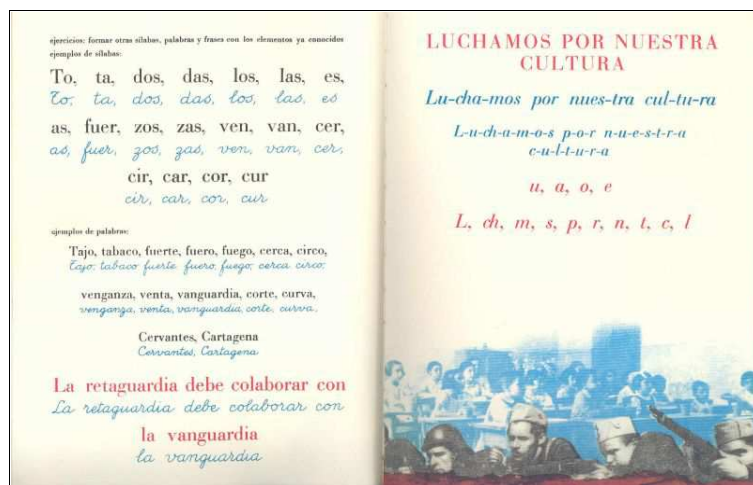 ejercicios: formar otras sílabas, palabras y frases con los elementos ya conocidos
ejemplos de sílabas:
To, ta, dos, das, los, las, es,
To, ta, dos, das, los, las, es
as, fuer, zos, zas, ven, van, cer,
as, fuer, zos, zas, ven, van, cer,
cir, car, cor, cur
cir, car, cor, cur
ejemplos de palabras:
Tajo, tabaco, fuerte, fuero, fuego, cerca, circo,
Tajo, tabaco fuerte fuero, fuego, cerca circo,
venganza, venta, vanguardia, corte, curva,
venganza, venta, vanguardia, corte, curva,
Cervantes, Cartagena
Cervantes, Cartagena
La retaguardia debe colaborar con
La retaguardia debe colaborar con
la vanguardia
la vanguardia
LUCHAMOS POR NUESTRA
CULTURA
Lu-cha-mos por nues-tra cul-tu-ra
L-u-ch-a-m-o-s p-o-r n-u-e-s-t-r-a
c-u-l-t-u-r-a
u, a, o, e
L, ch, m, s, p, r, n, t, c, l